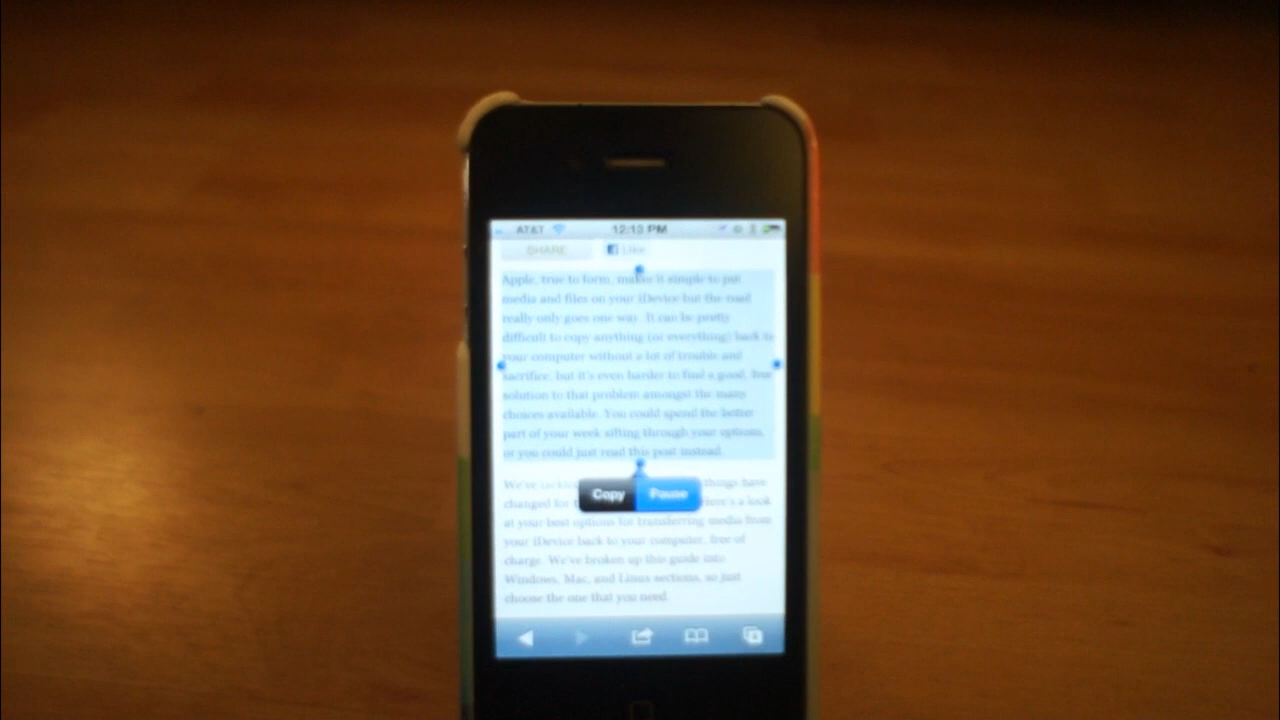 AT&T 12:13 PM
SHARE Like
Apple, true to form, makes it simple to put
media and files on your iDevice but the road
really only goes one way. It can be pretty
difficult to copy anything (or everything) back to
your computer without a lot of trouble and
sacrifice, but it's even harder to find a good, free
solution to that problem amongst the many
choices available. You could spend the better
part of your week sifting through your options,
or you could just read this post instead.
We've tackled things have
Copy Pause
changed for here's a look
at your best options for transferring media from
your iDevice back to your computer, free of
charge. We've broken up this guide into
Windows, Mac, and Linux sections, so just
choose the one that you need.